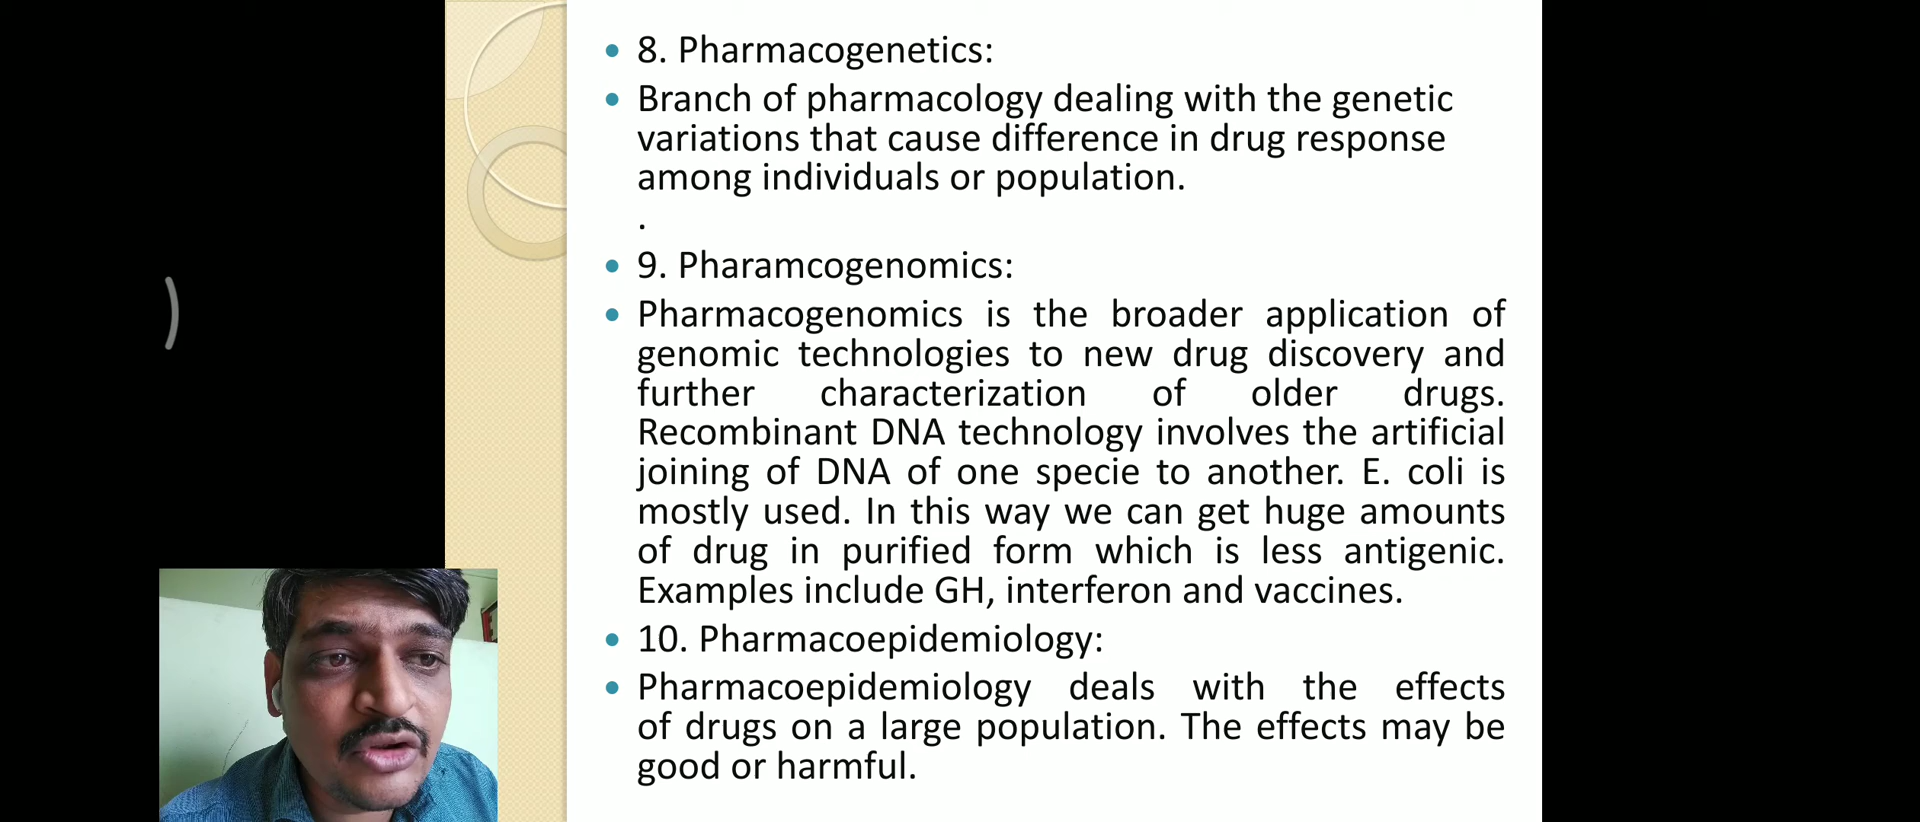 8. Pharmacogenetics:
Branch of pharmacology dealing with the genetic
variations that cause difference in drug response
among individuals or population.
.
9. Pharamcogenomics:
Pharmacogenomics is the broader application of
genomic technologies to new drug discovery and
further characterization of older drugs.
Recombinant DNA technology involves the artificial
joining of DNA of one specie to another. E. coli is
mostly used. In this way we can get huge amounts
of drug in purified form which is less antigenic.
Examples include GH, interferon and vaccines.
10. Pharmacoepidemiology:
Pharmacoepidemiology deals with the effects
of drugs on a large population. The effects may be
good or harmful.